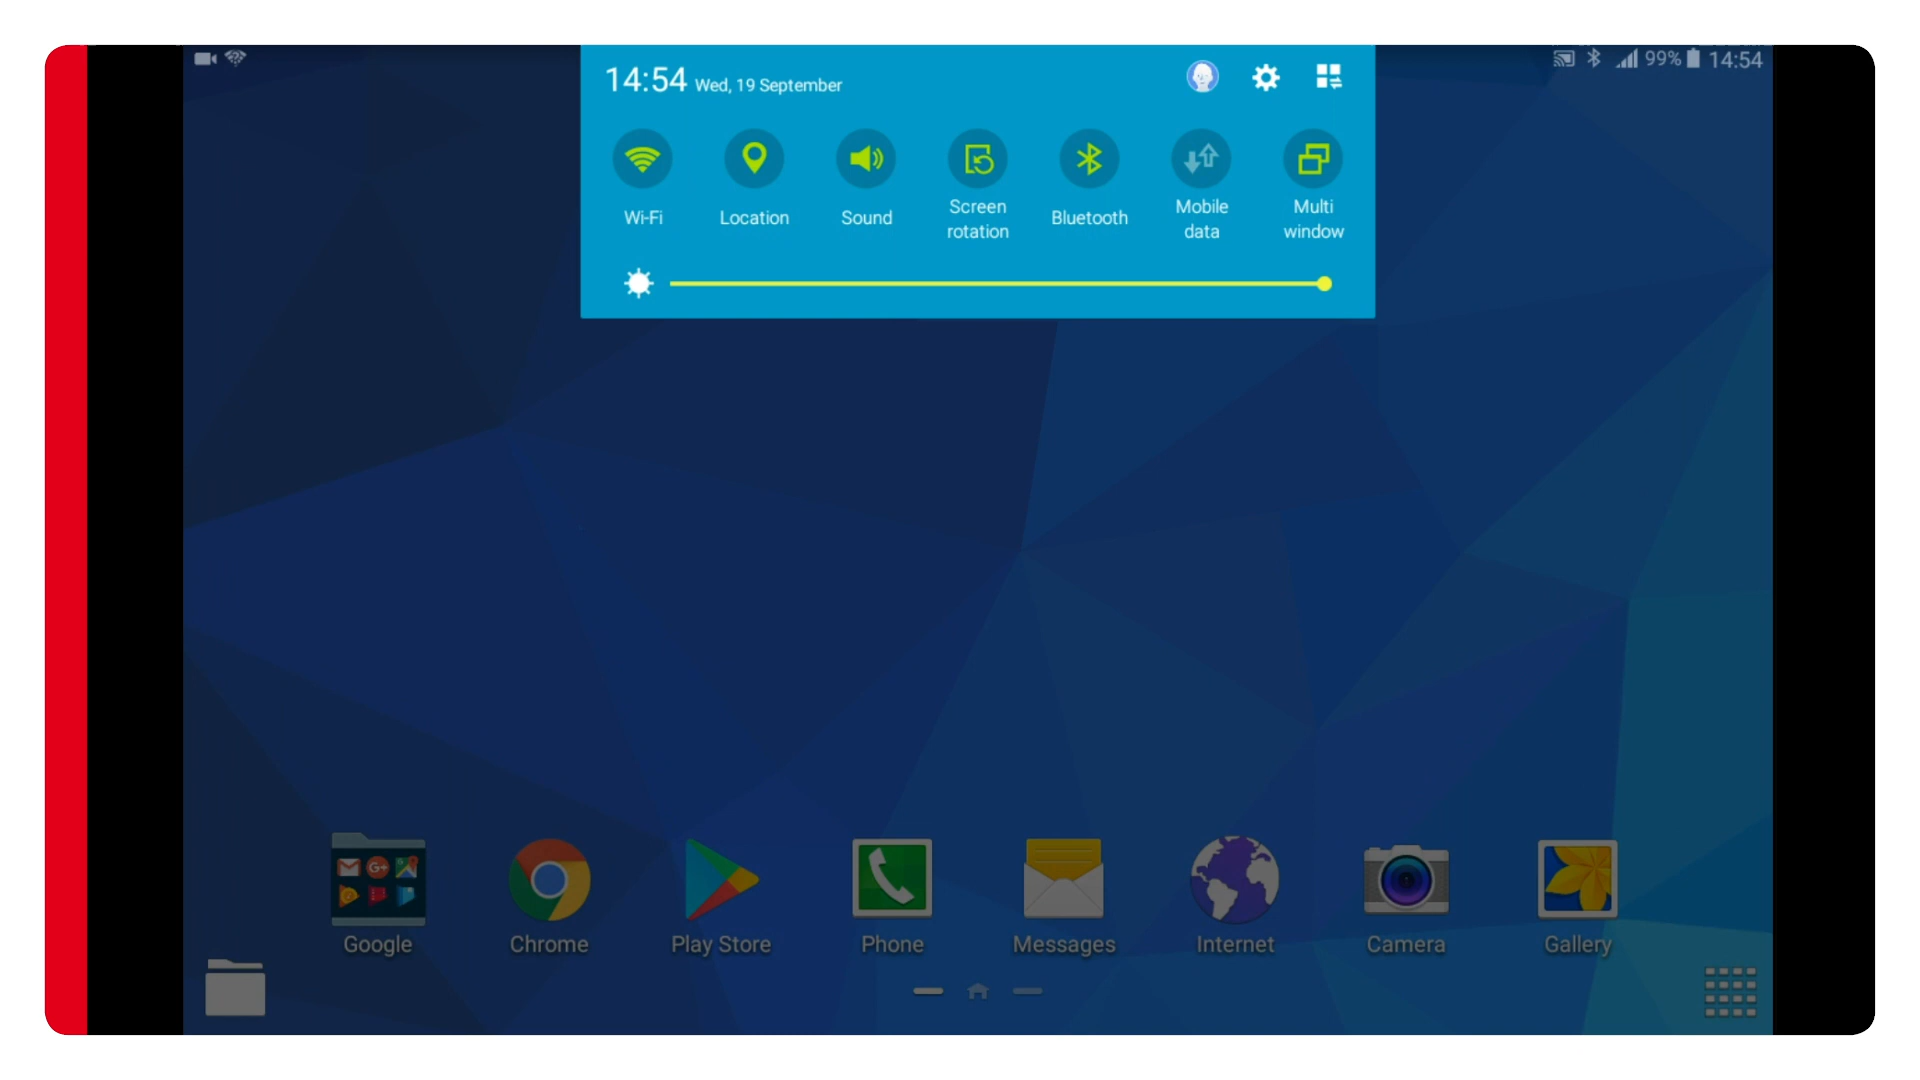 99% 14:54
14:54 Wed, 19 September
Wi-Fi Location Sound Screen rotation Bluetooth Mobile data Multi window
Google Chrome Play Store Phone Messages Internet Camera Gallery